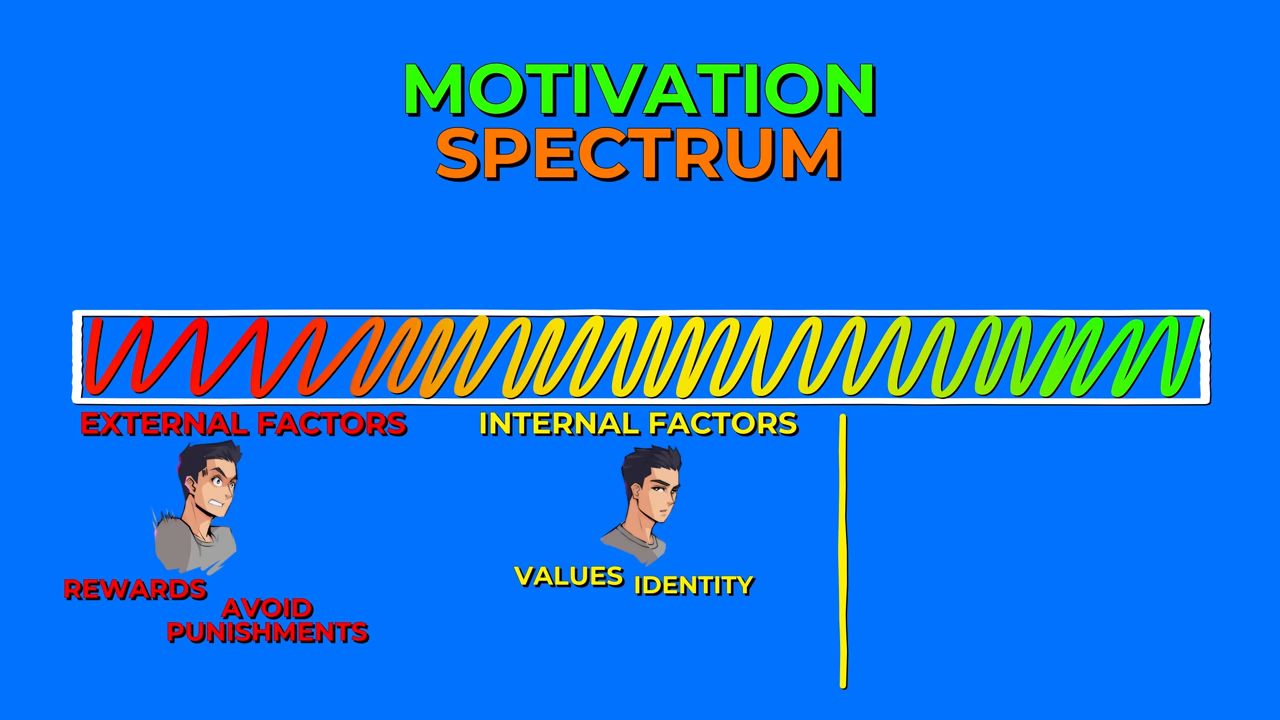 MOTIVATION
SPECTRUM
EXTERNAL FACTORS
INTERNAL FACTORS
REWARDS
AVOID
PUNISHMENTS
VALUES
IDENTITY